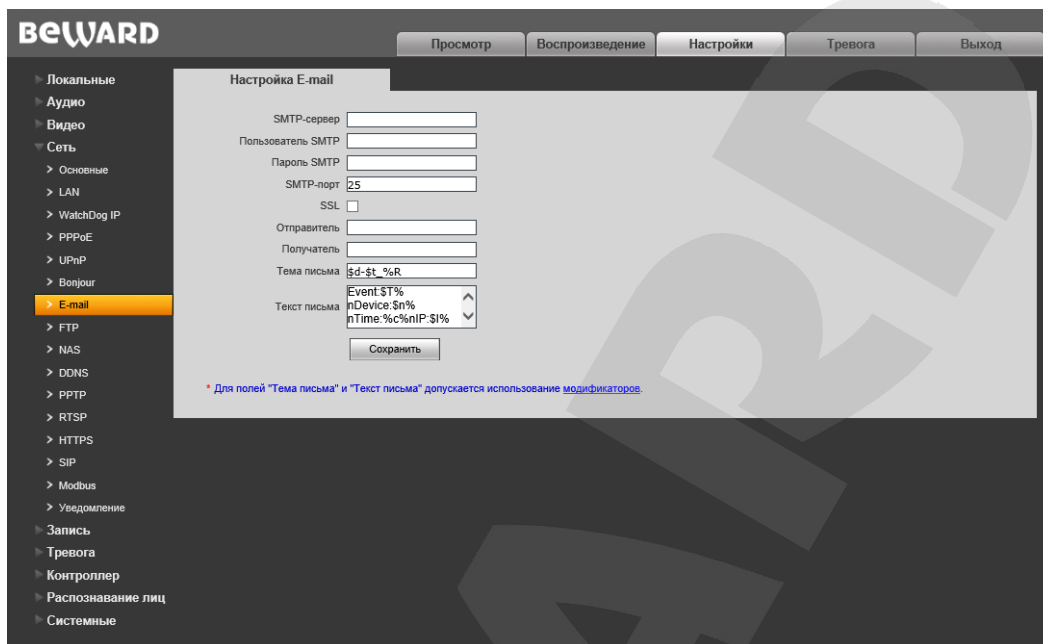 BEWARD
Просмотр Воспроизведение Настройки Тревога Выход
Локальные
Аудио
Видео
Сеть
Основные
LAN
WatchDog IP
PPPoE
UPnP
Bonjour
E-mail
FTP
NAS
DDNS
PPTP
RTSP
HTTPS
SIP
Modbus
Уведомление
Запись
Тревога
Контроллер
Распознавание лиц
Системные
Настройка E-mail
SMTP-сервер
Пользователь SMTP
Пароль SMTP
SMTP-порт 25
SSL
Отправитель
Получатель
Тема письма $d-$t_%R
Текст письма Event:$T%
nDevice:$n%
nTime:%c%nIP:$I%
Сохранить
* Для полей "Тема письма" и "Текст письма" допускается использование модификаторов.